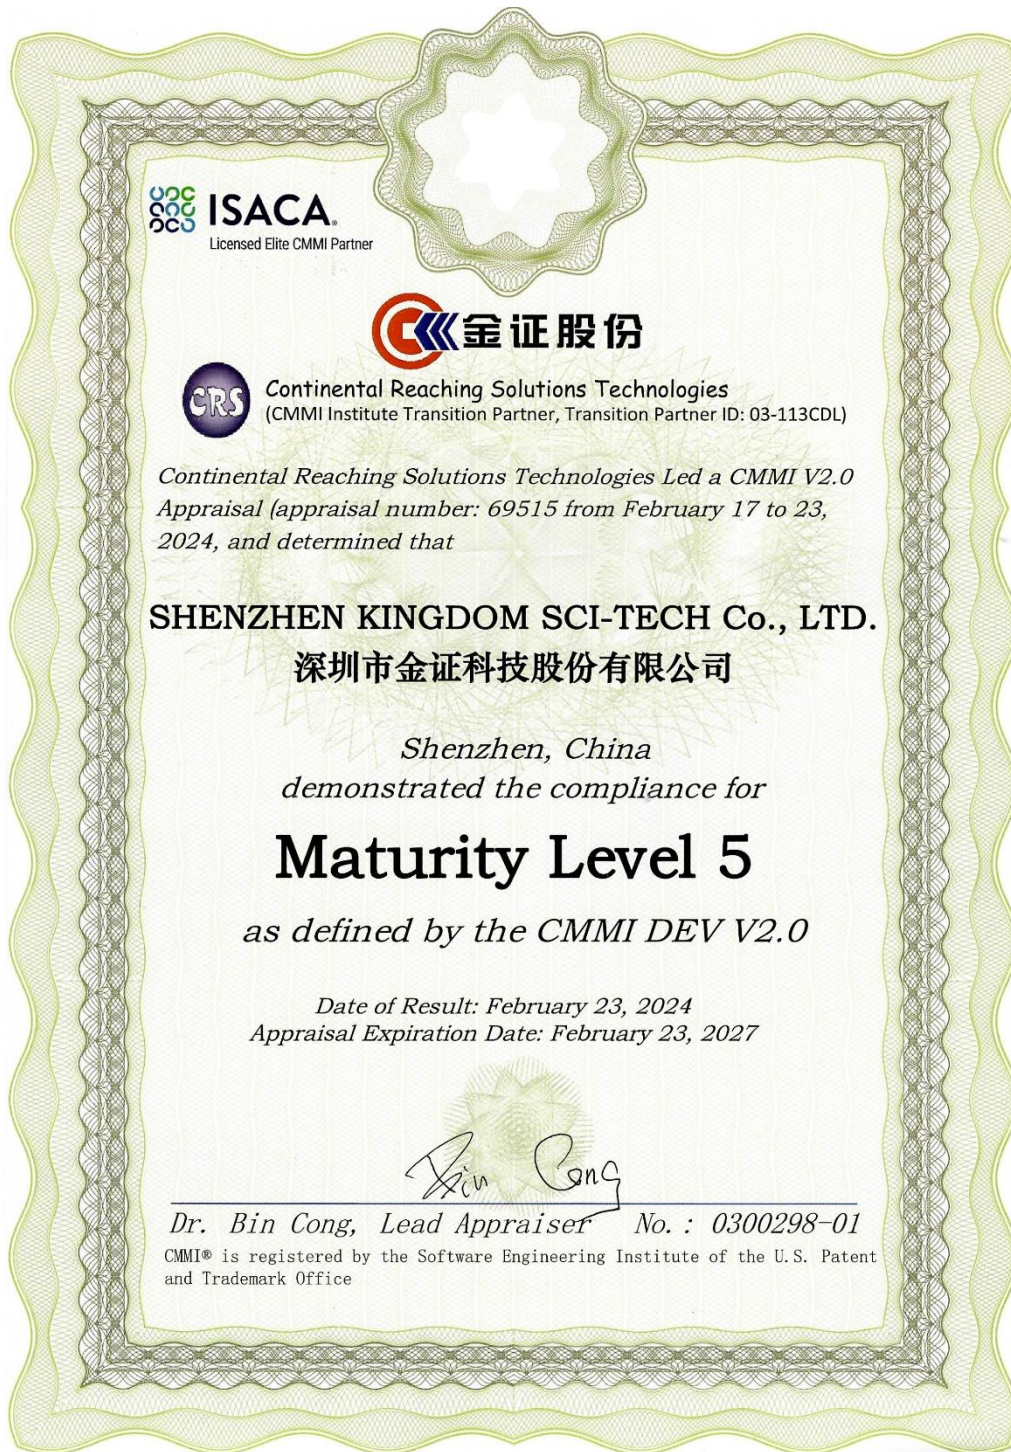 ISACA®
Licensed Elite CMMI Partner
金证股份
CRS
Continental Reaching Solutions Technologies
(CMMI Institute Transition Partner, Transition Partner ID: 03-113CDL)
Continental Reaching Solutions Technologies Led a CMMI V2.0
Appraisal (appraisal number: 69515 from February 17 to 23,
2024, and determined that
SHENZHEN KINGDOM SCI-TECH Co., LTD.
深圳市金证科技股份有限公司
Shenzhen, China
demonstrated the compliance for
Maturity Level 5
as defined by the CMMI DEV V2.0
Date of Result: February 23, 2024
Appraisal Expiration Date: February 23, 2027
Bin Cong
Dr. Bin Cong, Lead Appraiser No.: 0300298-01
CMMI® is registered by the Software Engineering Institute of the U.S. Patent
and Trademark Office